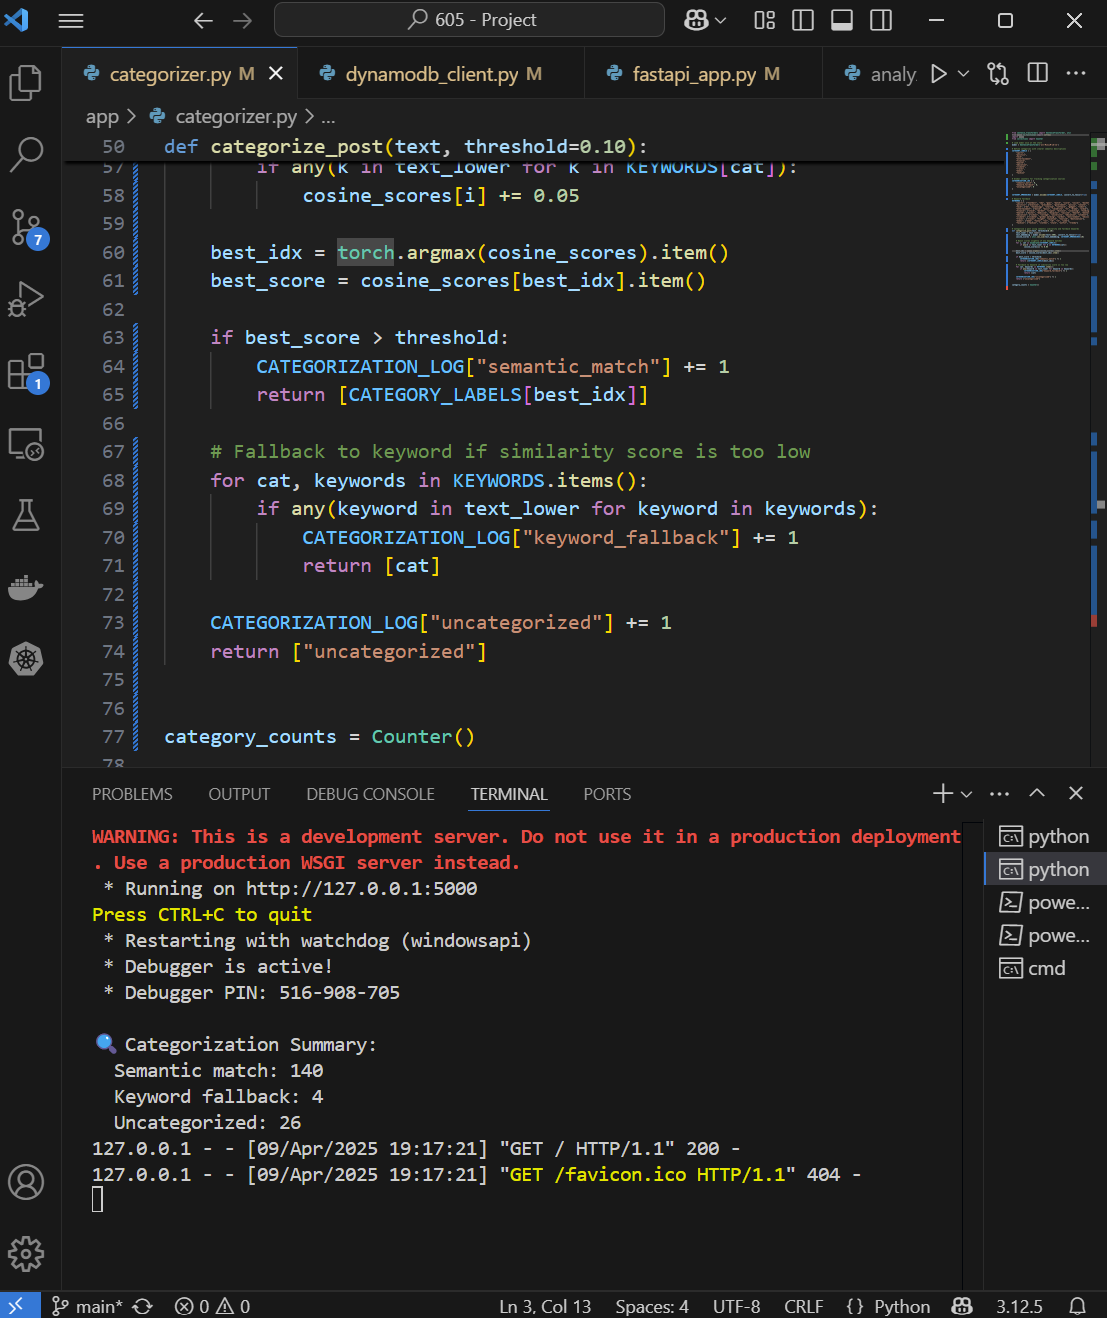 605 - Project
categorizer.py M
dynamodb_client.py M
fastapi_app.py M
analy
app > categorizer.py > ...
50 def categorize_post(text, threshold=0.10):
57 if any(k in text_lower for k in KEYWORDS[cat]):
58 cosine_scores[i] += 0.05
59
60 best_idx = torch.argmax(cosine_scores).item()
61 best_score = cosine_scores[best_idx].item()
62
63 if best_score > threshold:
64 CATEGORIZATION_LOG["semantic_match"] += 1
65 return [CATEGORY_LABELS[best_idx]]
66
67 # Fallback to keyword if similarity score is too low
68 for cat, keywords in KEYWORDS.items():
69 if any(keyword in text_lower for keyword in keywords):
70 CATEGORIZATION_LOG["keyword_fallback"] += 1
71 return [cat]
72
73 CATEGORIZATION_LOG["uncategorized"] += 1
74 return ["uncategorized"]
75
76
77 category_counts = Counter()
78
7
1
PROBLEMS OUTPUT DEBUG CONSOLE TERMINAL PORTS
WARNING: This is a development server. Do not use it in a production deployment
. Use a production WSGI server instead.
* Running on http://127.0.0.1:5000
Press CTRL+C to quit
* Restarting with watchdog (windowsapi)
* Debugger is active!
* Debugger PIN: 516-908-705
🔍 Categorization Summary:
Semantic match: 140
Keyword fallback: 4
Uncategorized: 26
127.0.0.1 - - [09/Apr/2025 19:17:21] "GET / HTTP/1.1" 200 -
127.0.0.1 - - [09/Apr/2025 19:17:21] "GET /favicon.ico HTTP/1.1" 404 -
python
python
powe...
powe...
cmd
main* 0 0 Ln 3, Col 13 Spaces: 4 UTF-8 CRLF {} Python 3.12.5